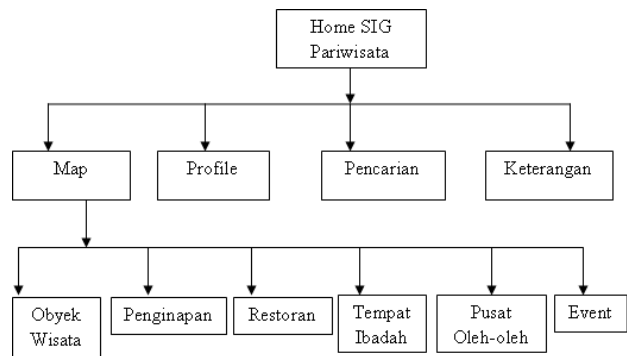 Home SIG
Pariwisata
Map
Profile
Pencarian
Keterangan
Obyek
Wisata
Penginapan
Restoran
Tempat
Ibadah
Pusat
Oleh-oleh
Event